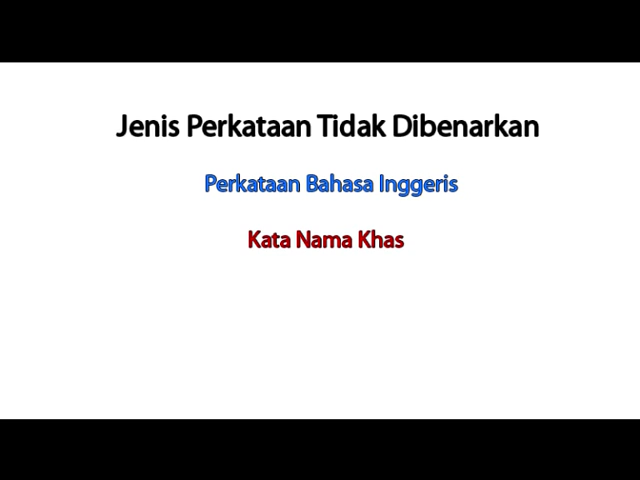 Jenis Perkataan Tidak Dibenarkan
Perkataan Bahasa Inggeris
Kata Nama Khas